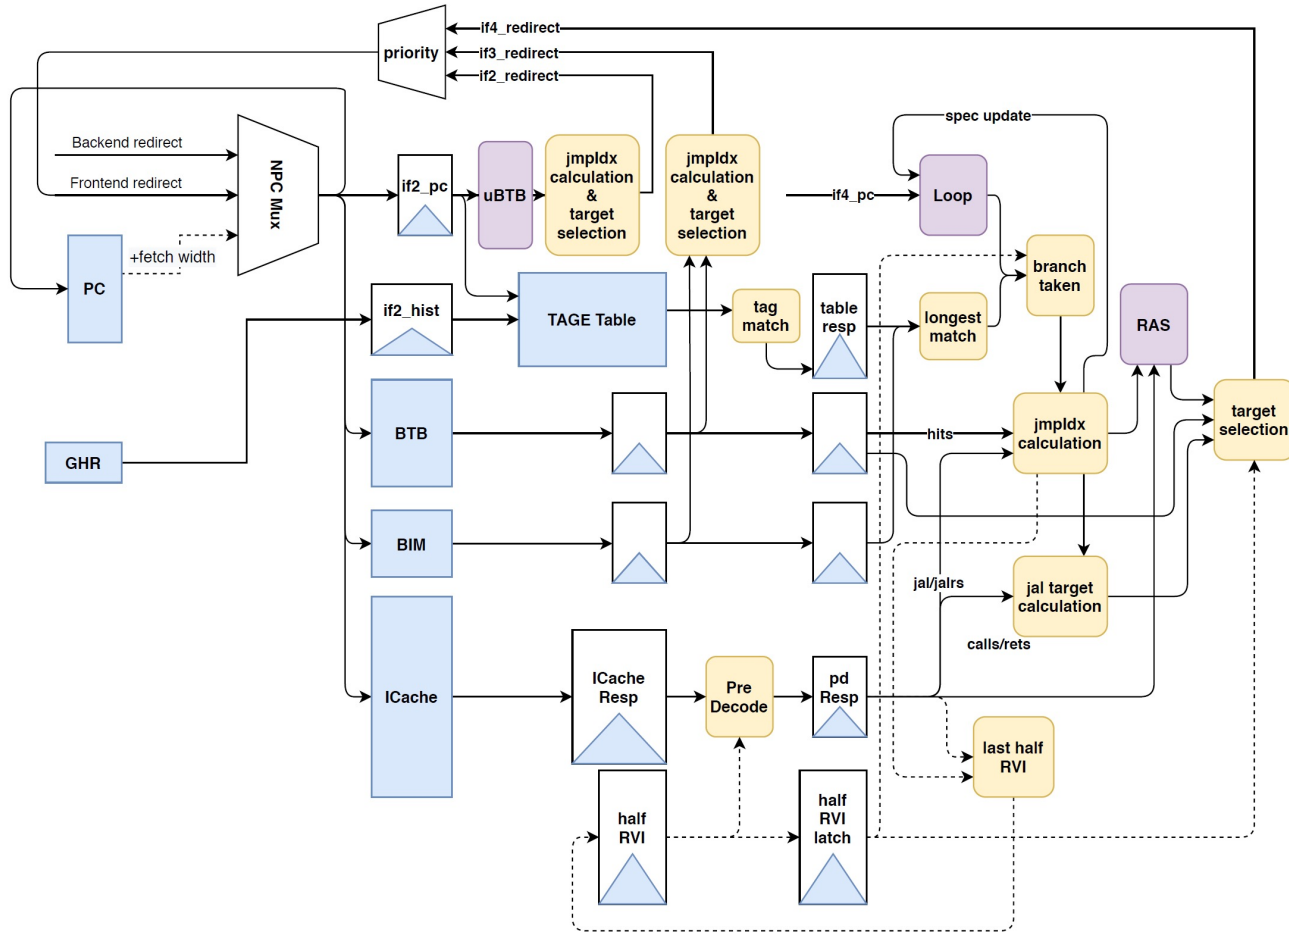 if4_redirect
priority
if3_redirect
if2_redirect
Backend redirect
Frontend redirect
NPC Mux
+fetch width
PC
if2_pc
uBTB
jmpIdx
calculation
&
target
selection
jmpIdx
calculation
&
target
selection
spec update
if4_pc
Loop
branch
taken
if2_hist
TAGE Table
tag
match
table
resp
longest
match
RAS
GHR
BTB
hits
jmpIdx
calculation
target
selection
BIM
jal/jalrs
jal target
calculation
calls/rets
ICache
ICache
Resp
Pre
Decode
pd
Resp
last half
RVI
half
RVI
half
RVI
latch